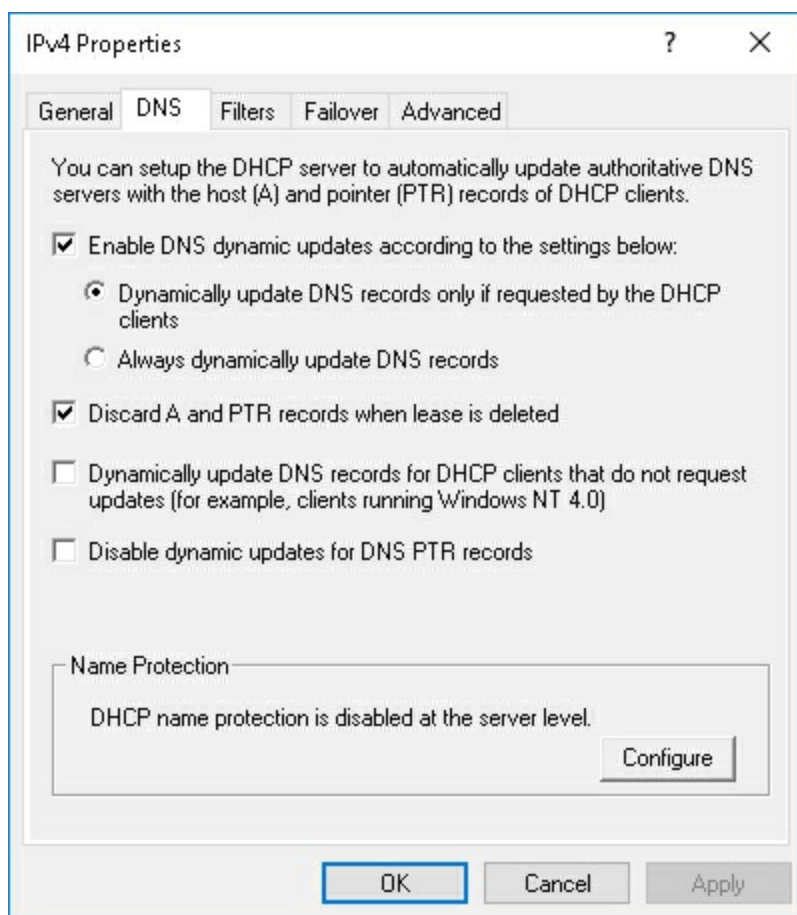 IPv4 Properties
General DNS Filters Failover Advanced
You can setup the DHCP server to automatically update authoritative DNS
servers with the host (A) and pointer (PTR) records of DHCP clients.
Enable DNS dynamic updates according to the settings below:
Dynamically update DNS records only if requested by the DHCP
clients
Always dynamically update DNS records
Discard A and PTR records when lease is deleted
Dynamically update DNS records for DHCP clients that do not request
updates (for example, clients running Windows NT 4.0)
Disable dynamic updates for DNS PTR records
Name Protection
DHCP name protection is disabled at the server level.
Configure
OK Cancel Apply